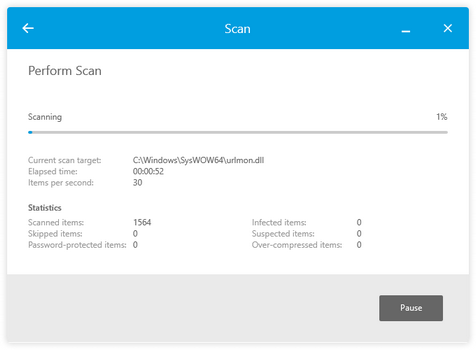 Scan
Perform Scan
Scanning 1%
Current scan target: C:\Windows\SysWOW64\urlmon.dll
Elapsed time: 00:00:52
Items per second: 30
Statistics
Scanned items: 1564 Infected items: 0
Skipped items: 0 Suspected items: 0
Password-protected items: 0 Over-compressed items: 0
Pause